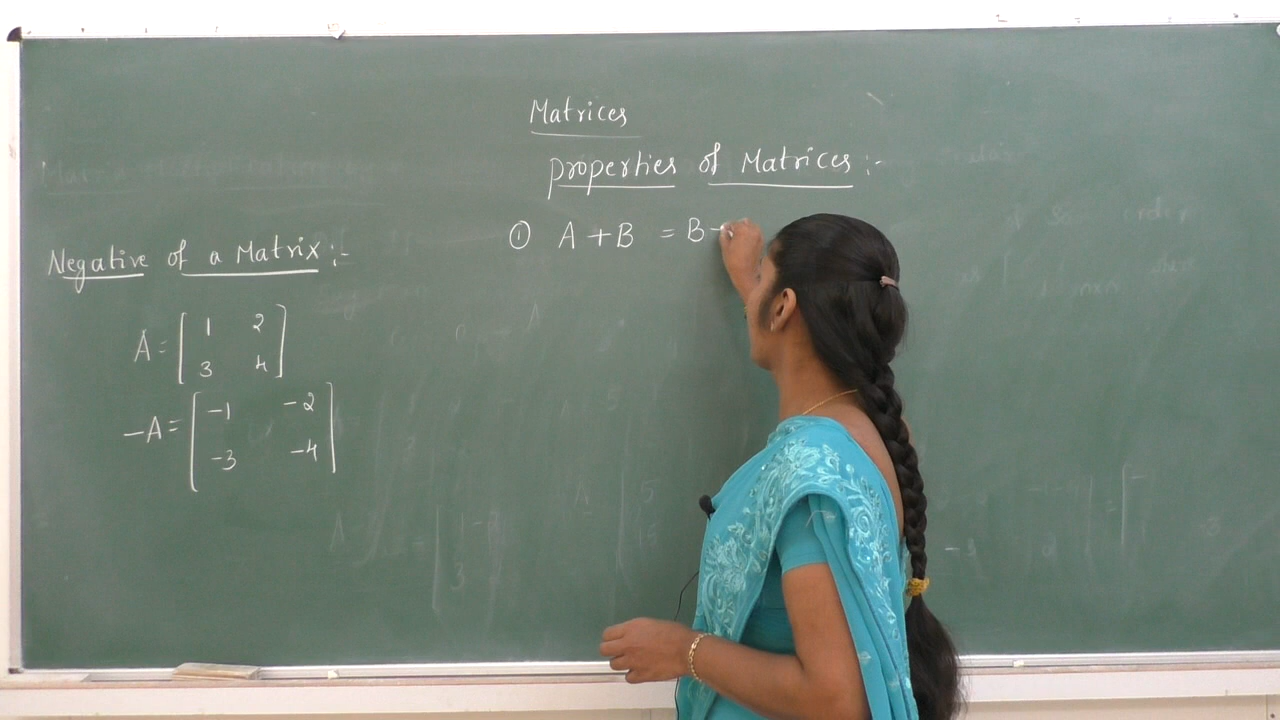 Matrices
properties of Matrices :-
① A + B = B +
Negative of a Matrix :-
A = [ 1 2
3 4 ]
-A = [ -1 -2
-3 -4 ]